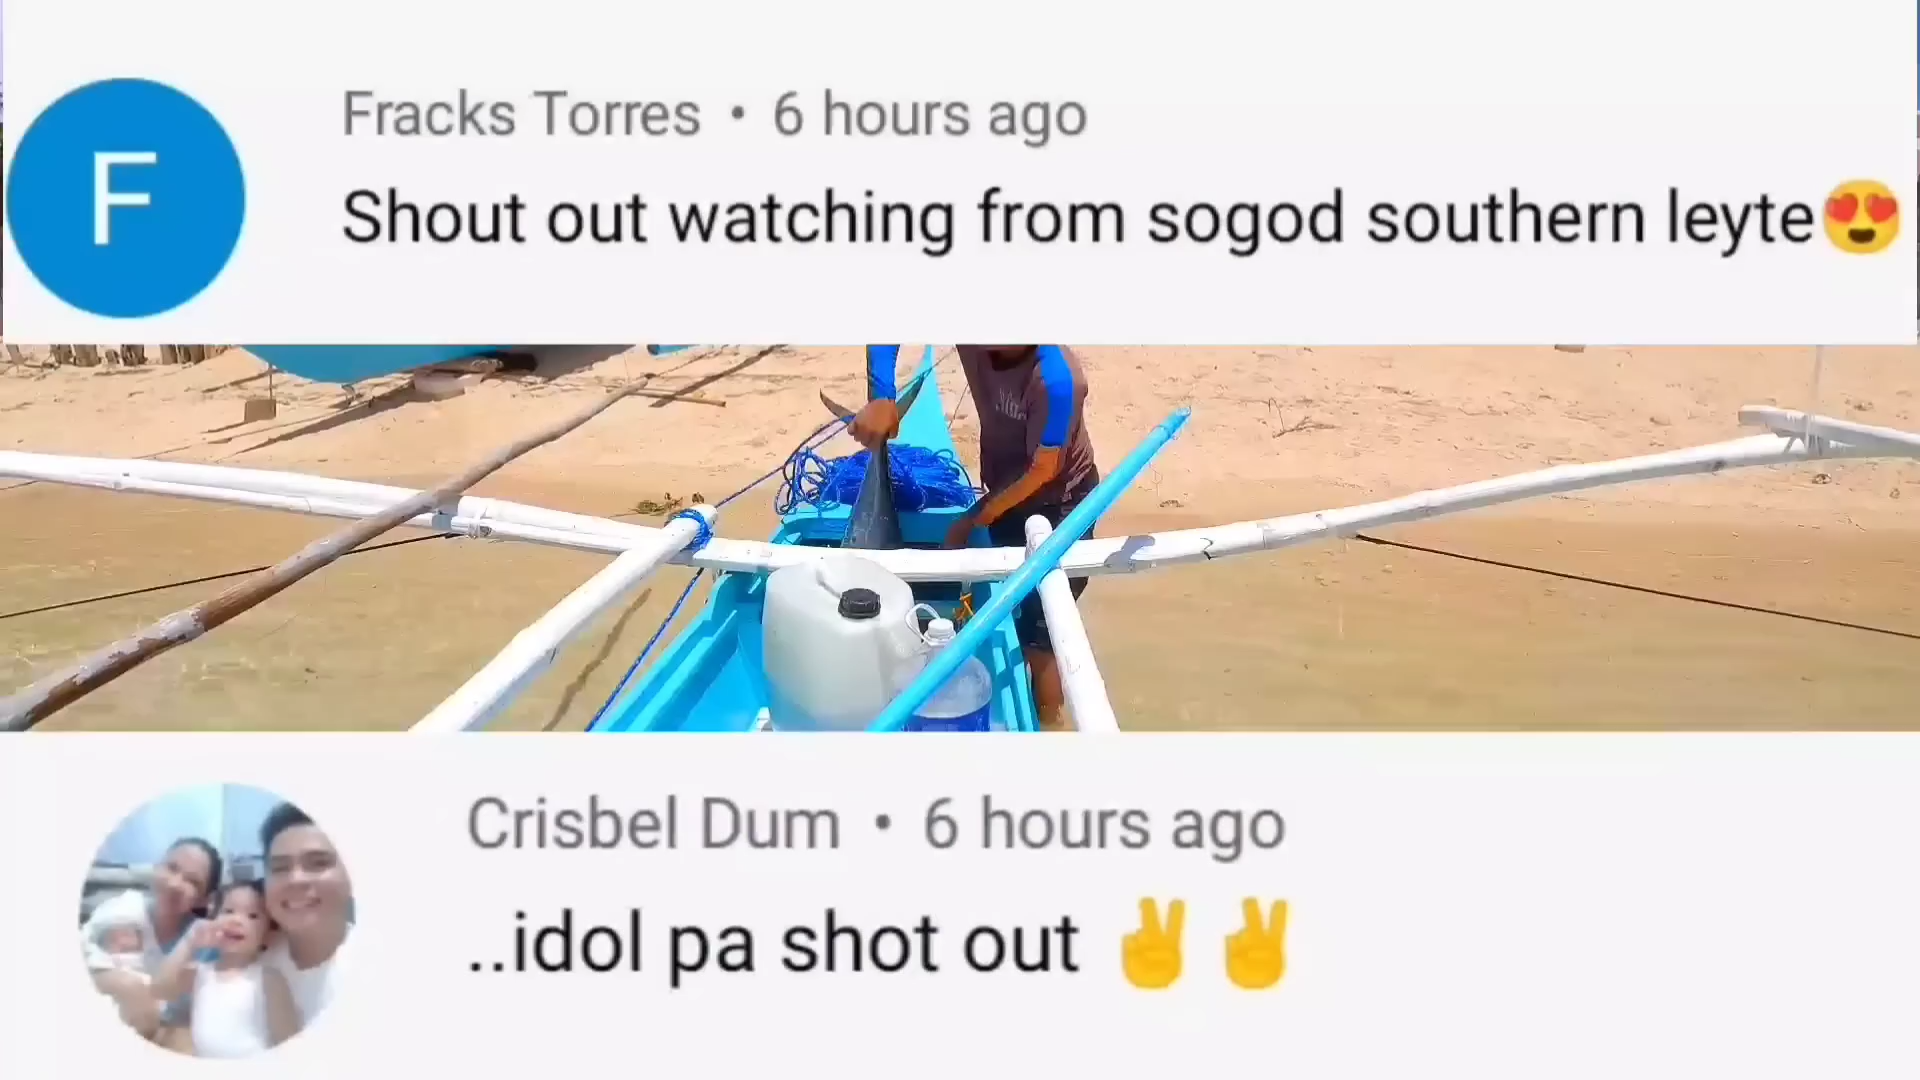 F
Fracks Torres • 6 hours ago
Shout out watching from sogod southern leyte😍
Crisbel Dum • 6 hours ago
..idol pa shot out ✌️✌️